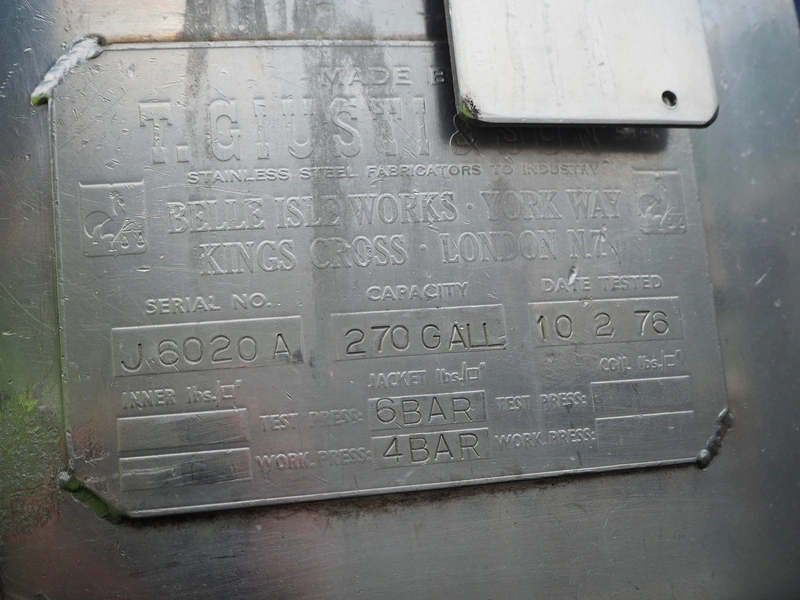 MADE B
T. GIUSTI & SON
STAINLESS STEEL FABRICATORS TO INDUSTRY
BELLE ISLE WORKS · YORK WAY
KINGS CROSS · LONDON N7
SERIAL NO. CAPACITY DATE TESTED
J.6020A 270 GALL 10 2 76
INNER lbs./□" JACKET lbs./□" COIL lbs./□"
TEST PRESS: 6BAR TEST PRESS:
WORK. PRESS: 4BAR WORK. PRESS: